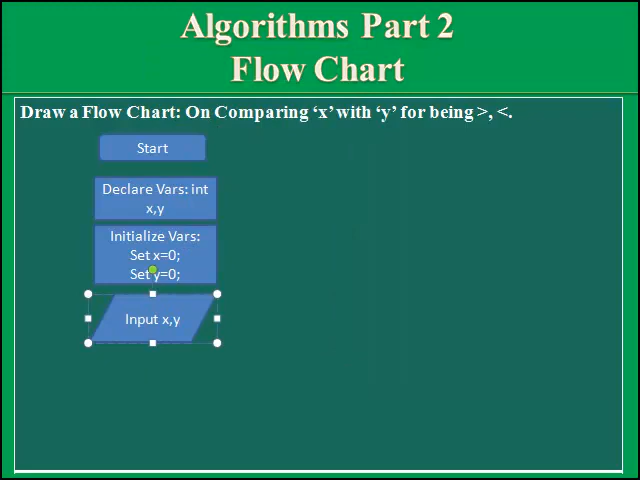 Algorithms Part 2
Flow Chart
Draw a Flow Chart: On Comparing ‘x’ with ‘y’ for being >, <.
Start
Declare Vars: int
x,y
Initialize Vars:
Set x=0;
Set y=0;
Input x,y